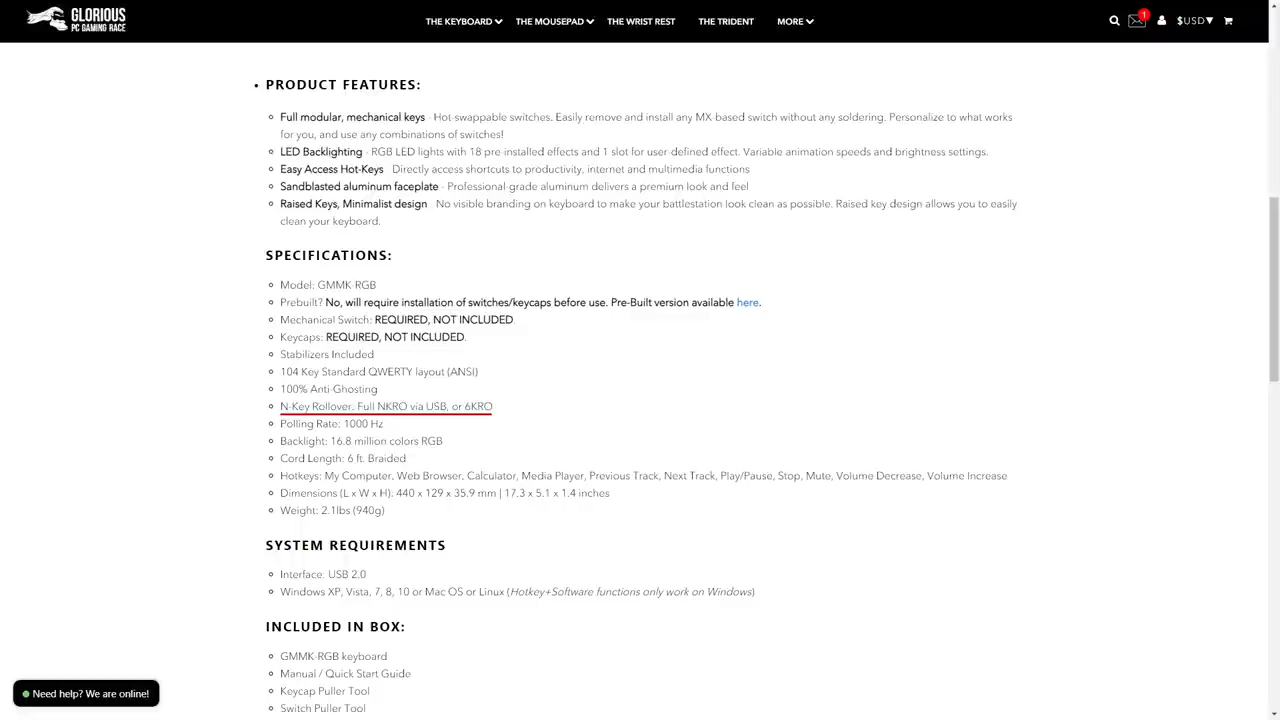 GLORIOUS
PC GAMING RACE
THE KEYBOARD THE MOUSEPAD THE WRIST REST THE TRIDENT MORE 1 $USD▼
• PRODUCT FEATURES:
Full modular, mechanical keys - Hot-swappable switches. Easily remove and install any MX-based switch without any soldering. Personalize to what works
for you, and use any combinations of switches!
LED Backlighting - RGB LED lights with 18 pre-installed effects and 1 slot for user-defined effect. Variable animation speeds and brightness settings.
Easy Access Hot-Keys Directly access shortcuts to productivity, internet and multimedia functions
Sandblasted aluminum faceplate - Professional-grade aluminum delivers a premium look and feel
Raised Keys, Minimalist design No visible branding on keyboard to make your battlestation look clean as possible. Raised key design allows you to easily
clean your keyboard.
SPECIFICATIONS:
Model: GMMK-RGB
Prebuilt? No, will require installation of switches/keycaps before use. Pre-Built version available here.
Mechanical Switch: REQUIRED, NOT INCLUDED.
Keycaps: REQUIRED, NOT INCLUDED.
Stabilizers Included
104 Key Standard QWERTY layout (ANSI)
100% Anti-Ghosting
N-Key Rollover. Full NKRO via USB, or 6KRO
Polling Rate: 1000 Hz
Backlight: 16.8 million colors RGB
Cord Length: 6 ft. Braided
Hotkeys: My Computer, Web Browser, Calculator, Media Player, Previous Track, Next Track, Play/Pause, Stop, Mute, Volume Decrease, Volume Increase
Dimensions (L x W x H): 440 x 129 x 35.9 mm | 17.3 x 5.1 x 1.4 inches
Weight: 2.1lbs (940g)
SYSTEM REQUIREMENTS
Interface: USB 2.0
Windows XP, Vista, 7, 8, 10 or Mac OS or Linux (Hotkey+Software functions only work on Windows)
INCLUDED IN BOX:
GMMK-RGB keyboard
Manual / Quick Start Guide
Keycap Puller Tool
Switch Puller Tool
Need help? We are online!